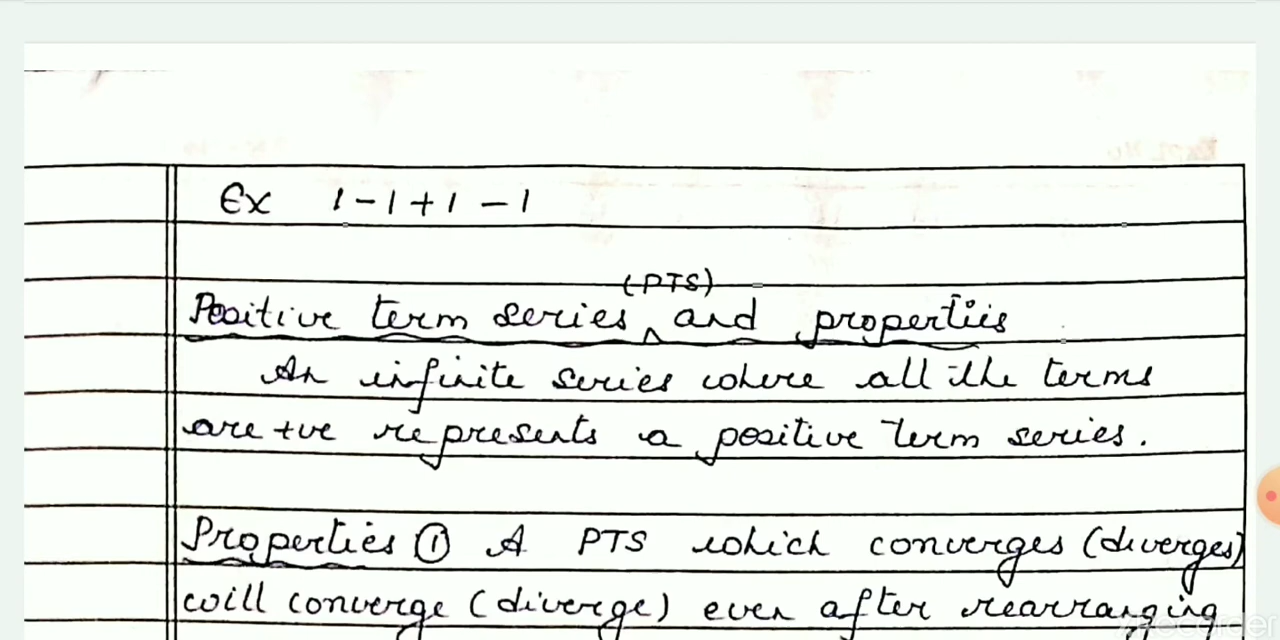 Ex 1-1+1-1
(PTS)
Positive term series and properties
An infinite series where all the terms
are +ve represents a positive term series.
Properties ① A PTS which converges (diverges)
will converge (diverge) even after rearranging
Recorder